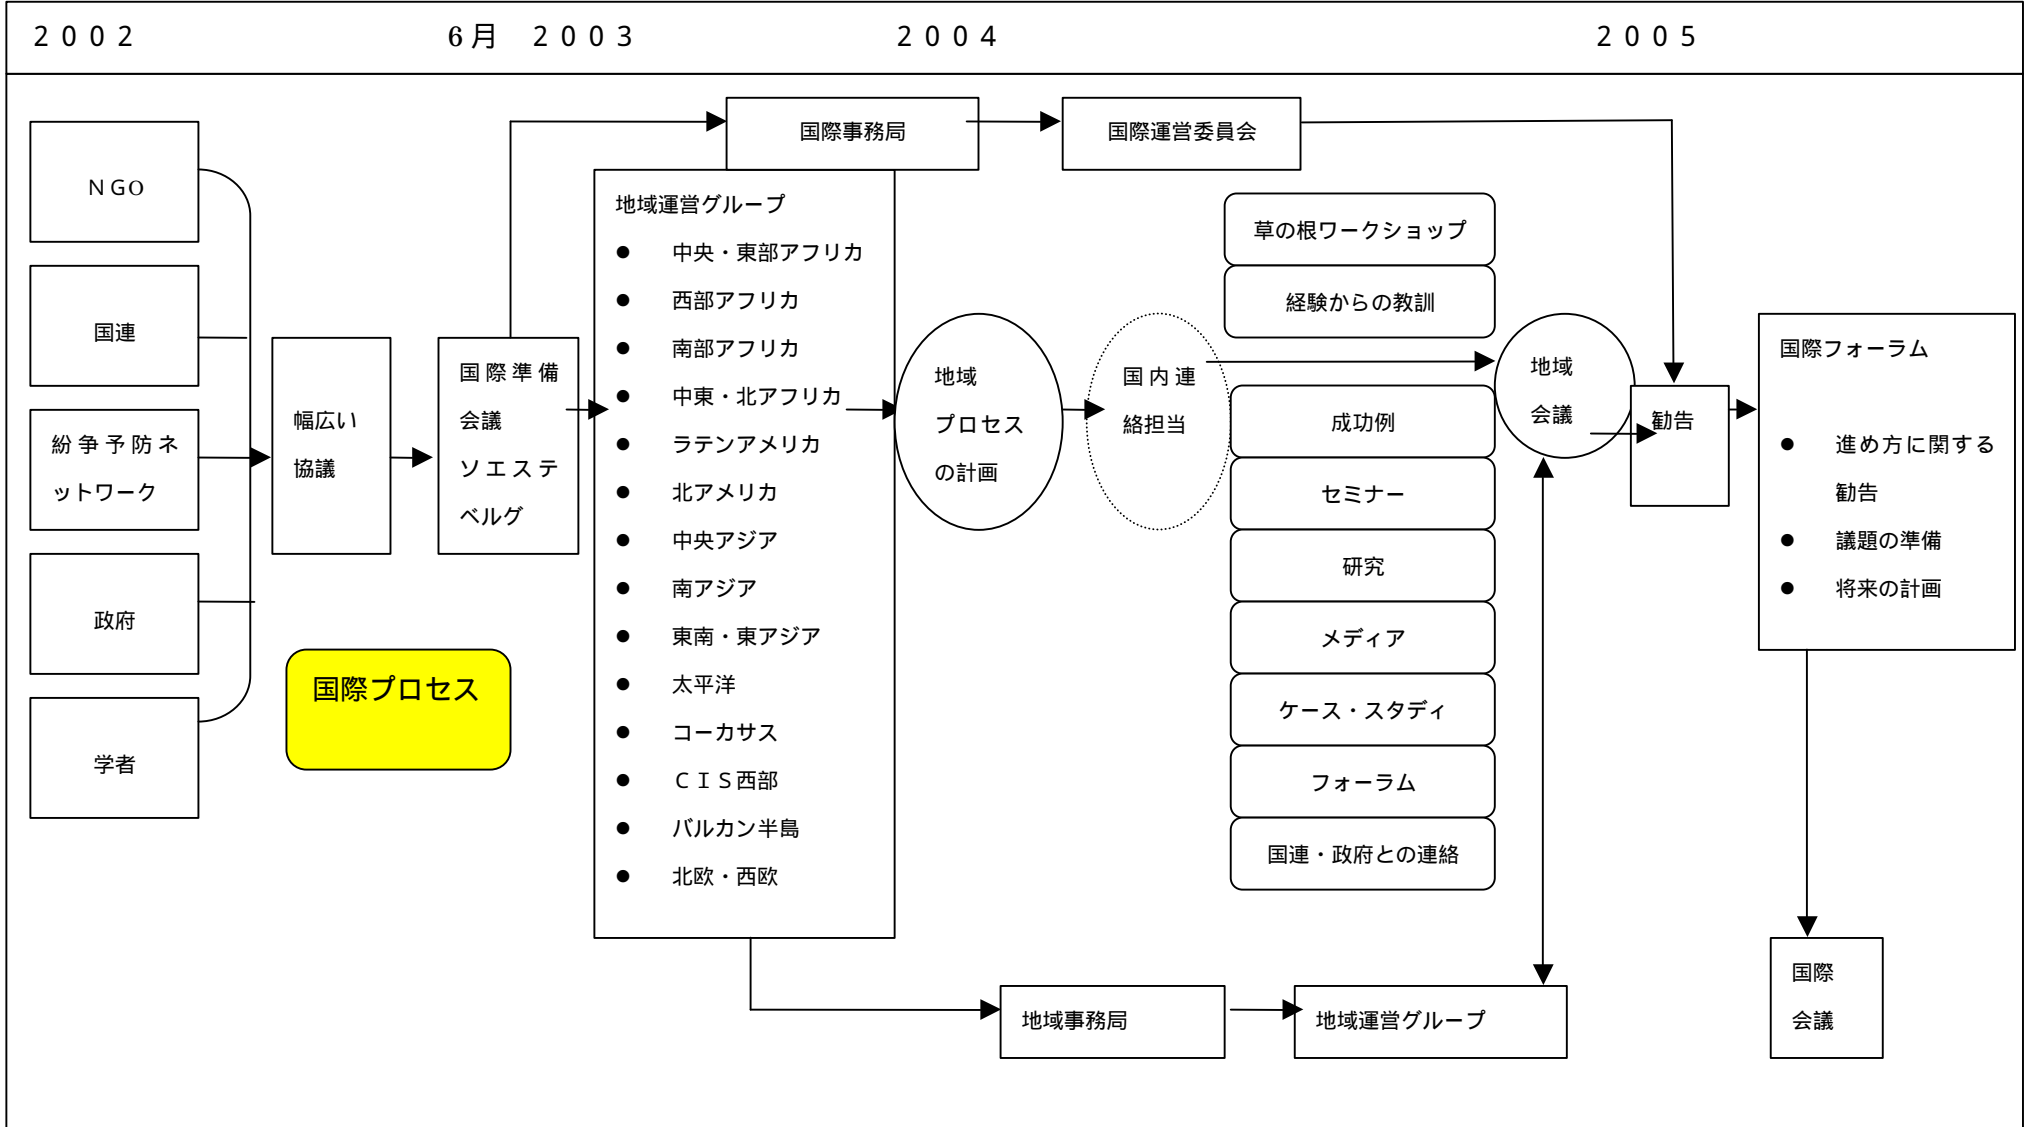 ２００２　６月　２００３　２００４　２００５
ＮＧO
国連
紛争予防ネ
ットワーク
政府
学者
幅広い
協議
国際プロセス
国際準備
会議
ソエステ
ベルグ
国際事務局
国際運営委員会
地域運営グループ
● 中央・東部アフリカ
● 西部アフリカ
● 南部アフリカ
● 中東・北アフリカ
● ラテンアメリカ
● 北アメリカ
● 中央アジア
● 南アジア
● 東南・東アジア
● 太平洋
● コーカサス
● ＣＩＳ西部
● バルカン半島
● 北欧・西欧
地域
プロセス
の計画
国内連
絡担当
草の根ワークショップ
経験からの教訓
成功例
セミナー
研究
メディア
ケース・スタディ
フォーラム
国連・政府との連絡
地域
会議
勧告
国際フォーラム
● 進め方に関する
勧告
● 議題の準備
● 将来の計画
地域事務局
地域運営グループ
国際
会議